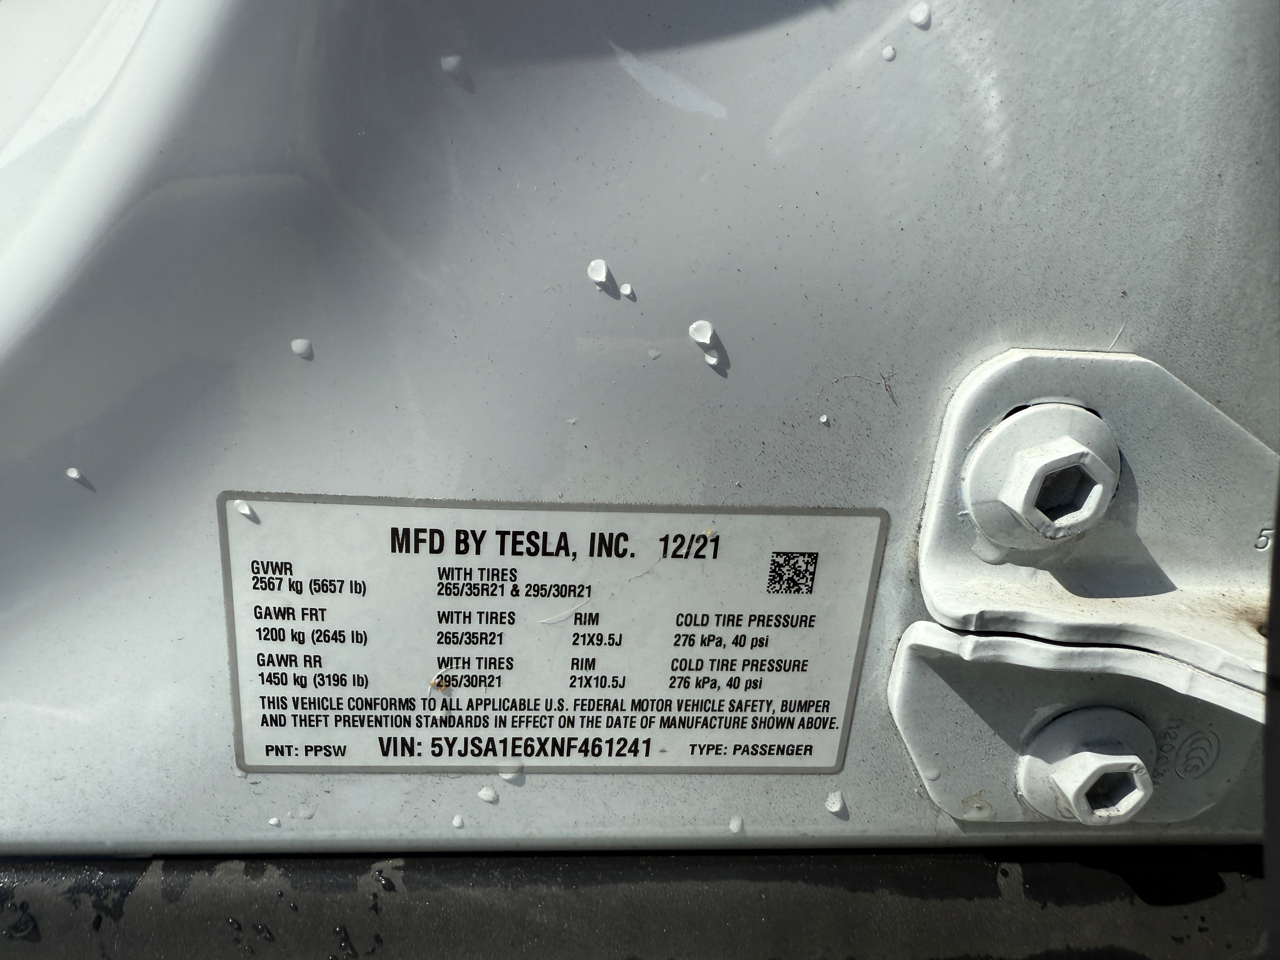 MFD BY TESLA, INC. 12/21
GVWR
2567 kg (5657 lb)
WITH TIRES
265/35R21 & 295/30R21
GAWR FRT WITH TIRES RIM COLD TIRE PRESSURE
1200 kg (2645 lb) 265/35R21 21X9.5J 276 kPa, 40 psi
GAWR RR WITH TIRES RIM COLD TIRE PRESSURE
1450 kg (3196 lb) 295/30R21 21X10.5J 276 kPa, 40 psi
THIS VEHICLE CONFORMS TO ALL APPLICABLE U.S. FEDERAL MOTOR VEHICLE SAFETY, BUMPER
AND THEFT PREVENTION STANDARDS IN EFFECT ON THE DATE OF MANUFACTURE SHOWN ABOVE.
PNT: PPSW VIN: 5YJSA1E6XNF461241 TYPE: PASSENGER
5